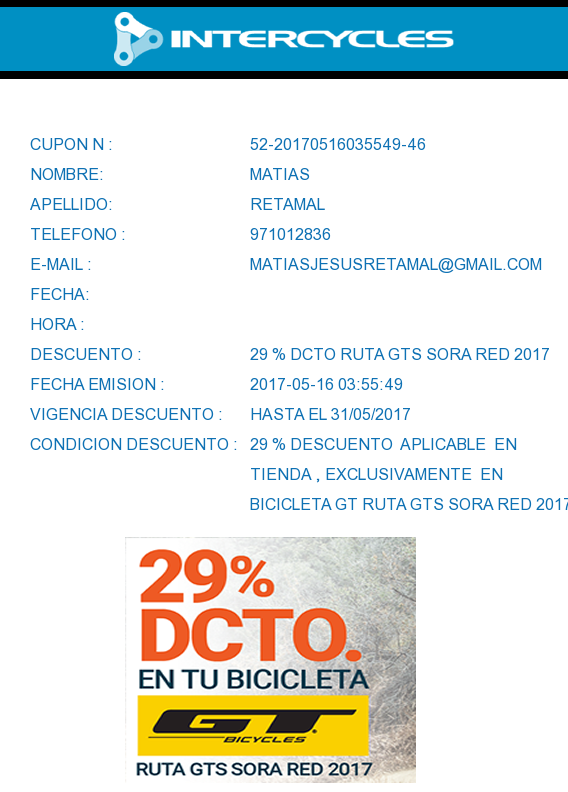 INTERCYCLES
CUPON N : 52-20170516035549-46
NOMBRE: MATIAS
APELLIDO: RETAMAL
TELEFONO : 971012836
E-MAIL : MATIASJESUSRETAMAL@GMAIL.COM
FECHA:
HORA :
DESCUENTO : 29 % DCTO RUTA GTS SORA RED 2017
FECHA EMISION : 2017-05-16 03:55:49
VIGENCIA DESCUENTO : HASTA EL 31/05/2017
CONDICION DESCUENTO : 29 % DESCUENTO APLICABLE EN
TIENDA , EXCLUSIVAMENTE EN
BICICLETA GT RUTA GTS SORA RED 2017
29%
DCTO.
EN TU BICICLETA
GT
BICYCLES
RUTA GTS SORA RED 2017